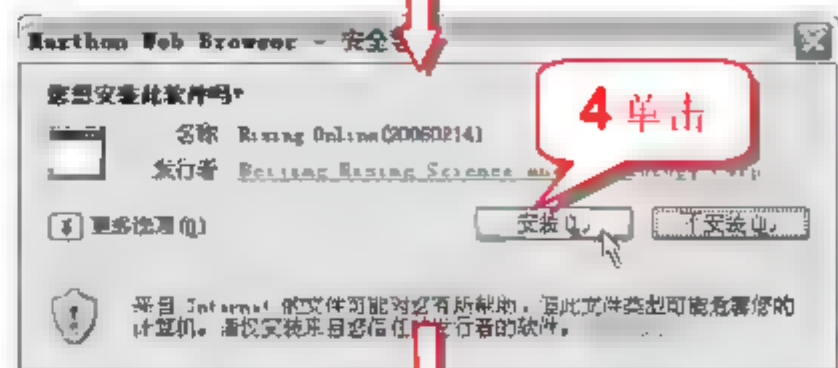 Marthon Web Browser - 安全
您想安装此软件吗?
4 单击
名称 Rising Online(20060214)
发行者 Beijing Rising Science and
更多选项(O)
安装(I) 不安装(D)
来自 Internet 的文件可能对您有所帮助,但此文件类型可能危害您的
计算机。请仅安装来自您信任的发行者的软件。